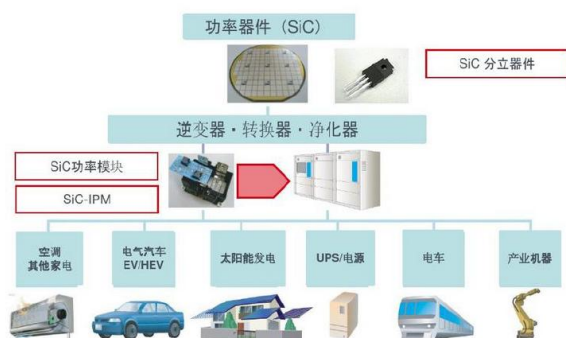 功率器件（SiC）
SiC 分立器件
逆变器·转换器·净化器
SiC功率模块
SiC-IPM
空调
其他家电
电气汽车
EV/HEV
太阳能发电
UPS/电源
电车
产业机器